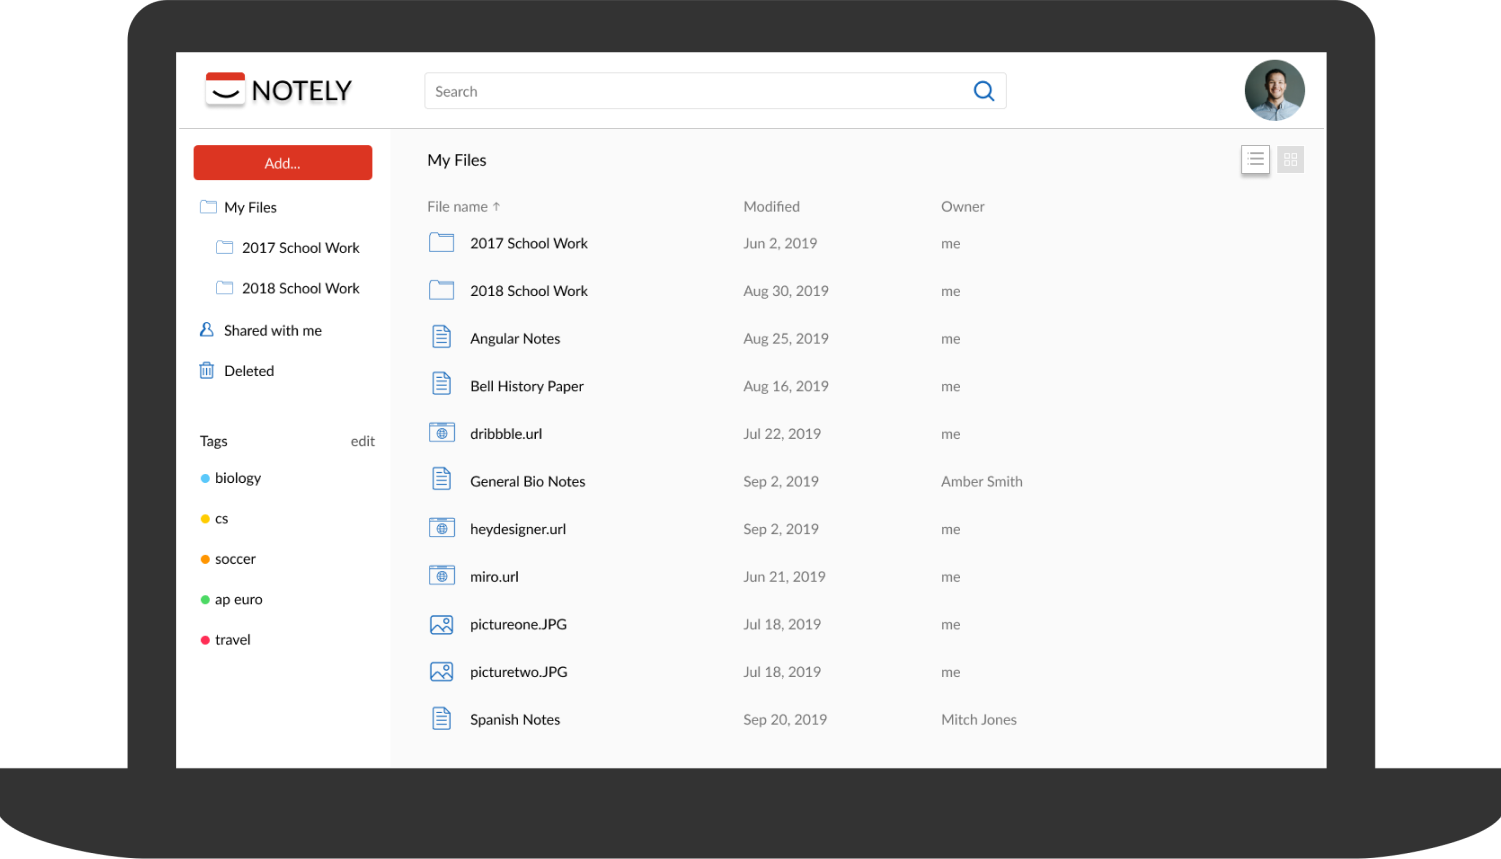 NOTELY
Search
Add...
My Files
2017 School Work
2018 School Work
Shared with me
Deleted
Tags edit
biology
cs
soccer
ap euro
travel
My Files
File name ↑ Modified Owner
2017 School Work Jun 2, 2019 me
2018 School Work Aug 30, 2019 me
Angular Notes Aug 25, 2019 me
Bell History Paper Aug 16, 2019 me
dribbble.url Jul 22, 2019 me
General Bio Notes Sep 2, 2019 Amber Smith
heydesigner.url Sep 2, 2019 me
miro.url Jun 21, 2019 me
pictureone.JPG Jul 18, 2019 me
picturetwo.JPG Jul 18, 2019 me
Spanish Notes Sep 20, 2019 Mitch Jones